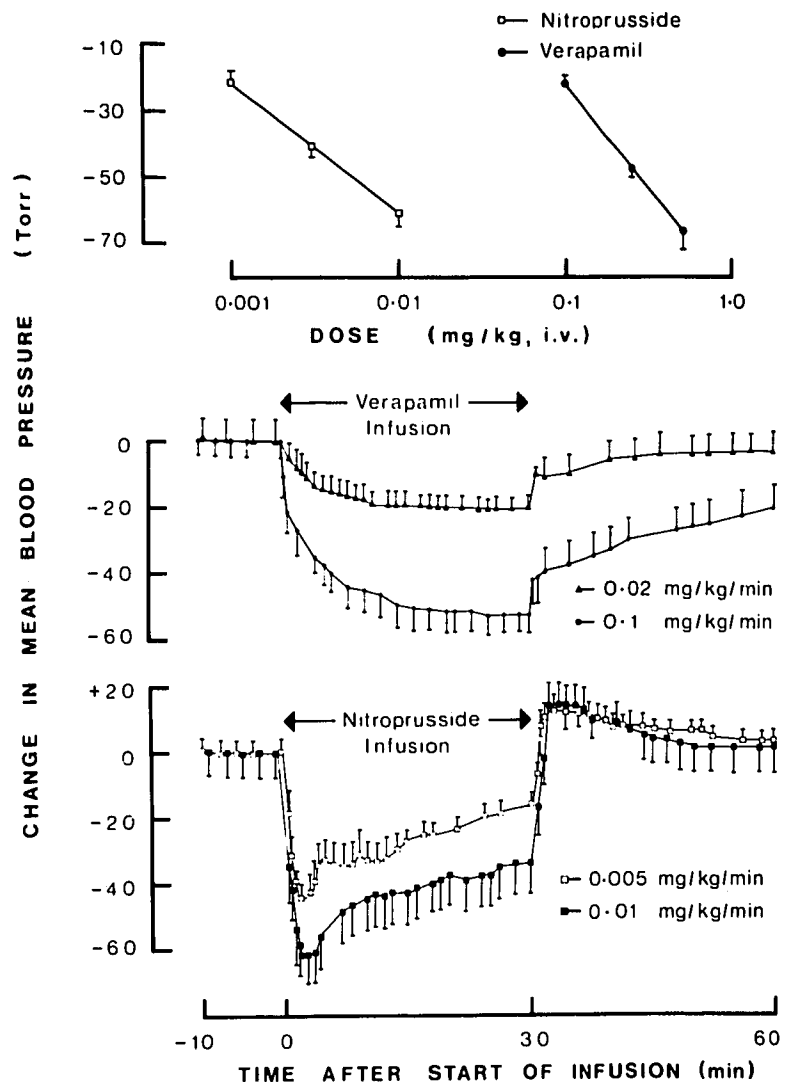 Nitroprusside
Verapamil
-10
-30
-50
-70
0·001
0·01
0·1
1·0
DOSE (mg/kg, i.v.)
CHANGE IN MEAN BLOOD PRESSURE (Torr)
Verapamil
Infusion
0
-20
-40
-60
0·02 mg/kg/min
0·1 mg/kg/min
+20
Nitroprusside
Infusion
0
-20
-40
-60
0·005 mg/kg/min
0·01 mg/kg/min
-10
0
30
60
TIME AFTER START OF INFUSION (min)